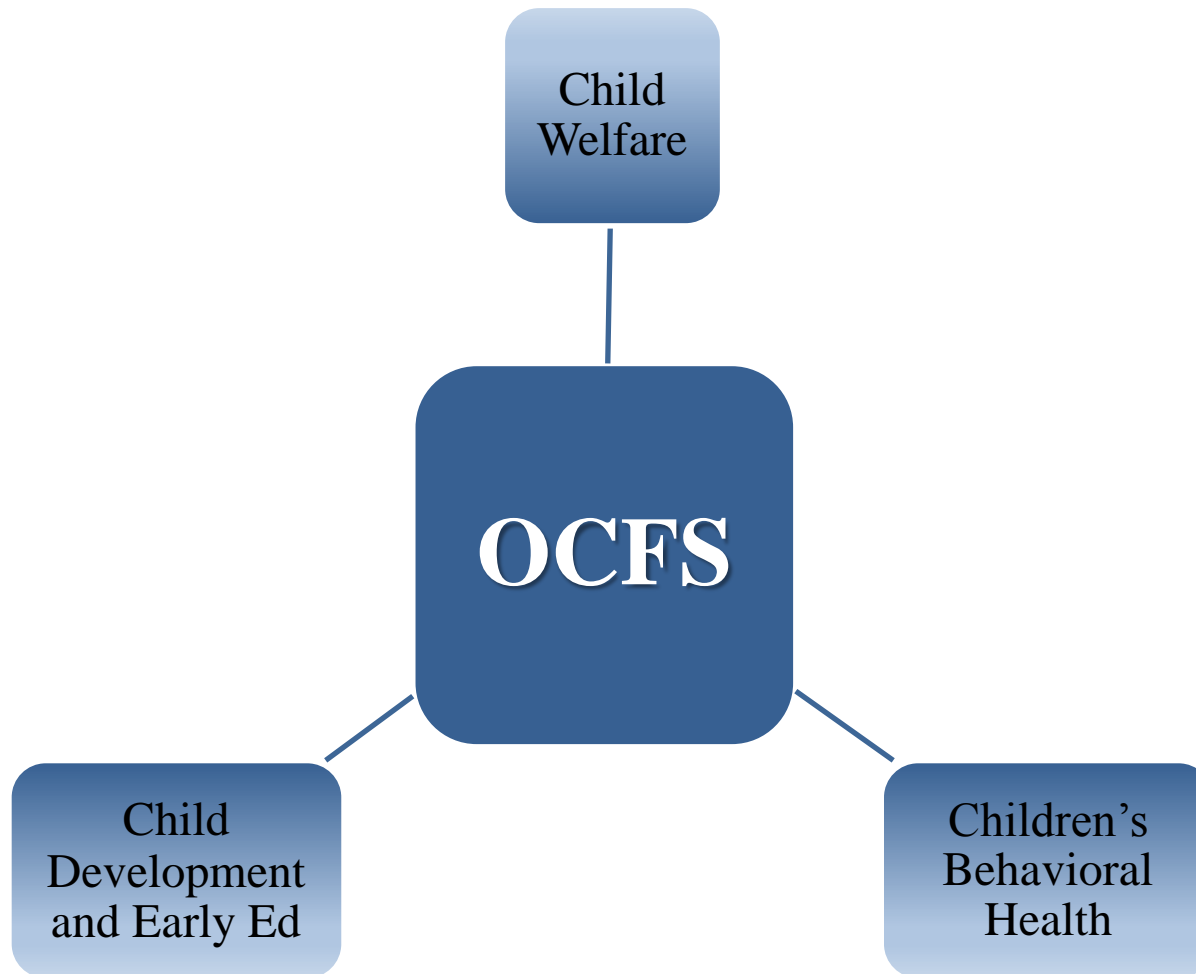 Child
Welfare
OCFS
Child
Development
and Early Ed
Children’s
Behavioral
Health